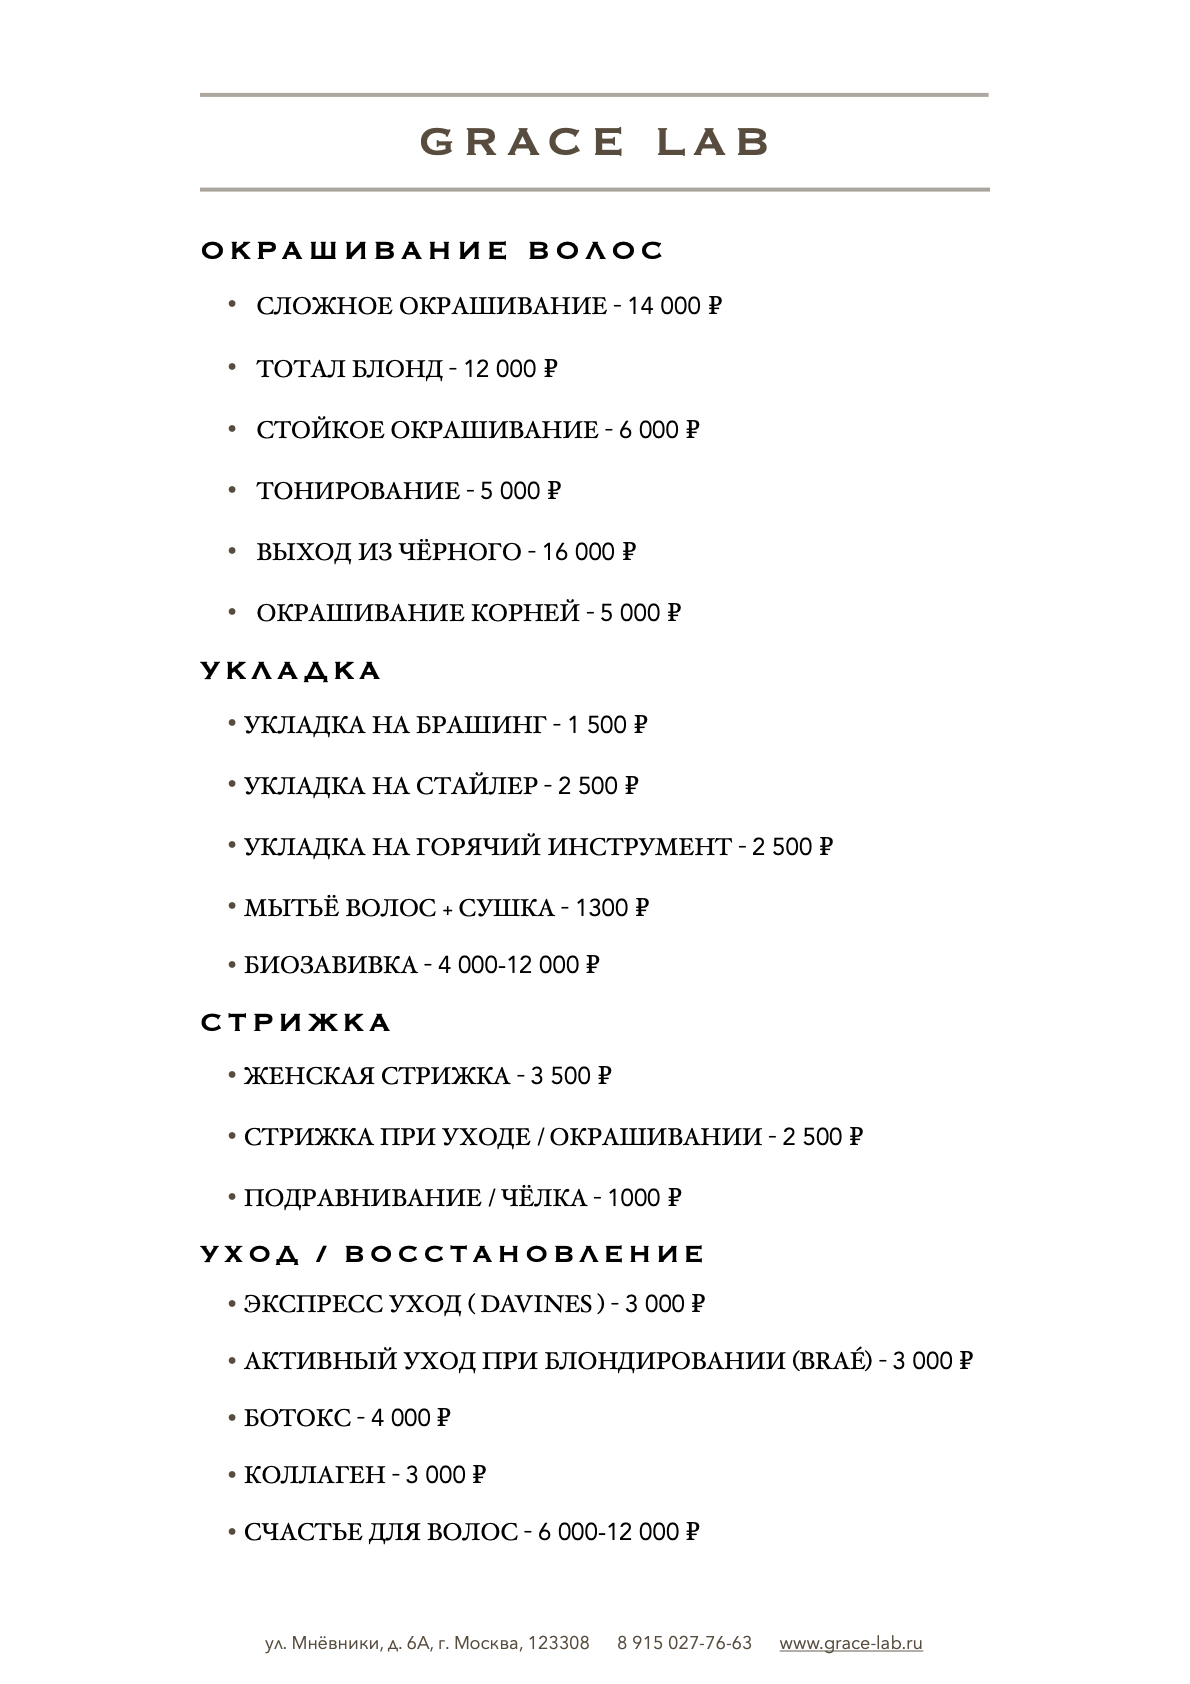 GRACE LAB
ОКРАШИВАНИЕ ВОЛОС
• СЛОЖНОЕ ОКРАШИВАНИЕ - 14 000 ₽
• ТОТАЛ БЛОНД - 12 000 ₽
• СТОЙКОЕ ОКРАШИВАНИЕ - 6 000 ₽
• ТОНИРОВАНИЕ - 5 000 ₽
• ВЫХОД ИЗ ЧЁРНОГО - 16 000 ₽
• ОКРАШИВАНИЕ КОРНЕЙ - 5 000 ₽
УКЛАДКА
• УКЛАДКА НА БРАШИНГ - 1 500 ₽
• УКЛАДКА НА СТАЙЛЕР - 2 500 ₽
• УКЛАДКА НА ГОРЯЧИЙ ИНСТРУМЕНТ - 2 500 ₽
• МЫТЬЁ ВОЛОС + СУШКА - 1300 ₽
• БИОЗАВИВКА - 4 000-12 000 ₽
СТРИЖКА
• ЖЕНСКАЯ СТРИЖКА - 3 500 ₽
• СТРИЖКА ПРИ УХОДЕ / ОКРАШИВАНИИ - 2 500 ₽
• ПОДРАВНИВАНИЕ / ЧЁЛКА - 1000 ₽
УХОД / ВОССТАНОВЛЕНИЕ
• ЭКСПРЕСС УХОД ( DAVINES ) - 3 000 ₽
• АКТИВНЫЙ УХОД ПРИ БЛОНДИРОВАНИИ (BRAÉ) - 3 000 ₽
• БОТОКС - 4 000 ₽
• КОЛЛАГЕН - 3 000 ₽
• СЧАСТЬЕ ДЛЯ ВОЛОС - 6 000-12 000 ₽
ул. Мнёвники, д. 6А, г. Москва, 123308 8 915 027-76-63 www.grace-lab.ru